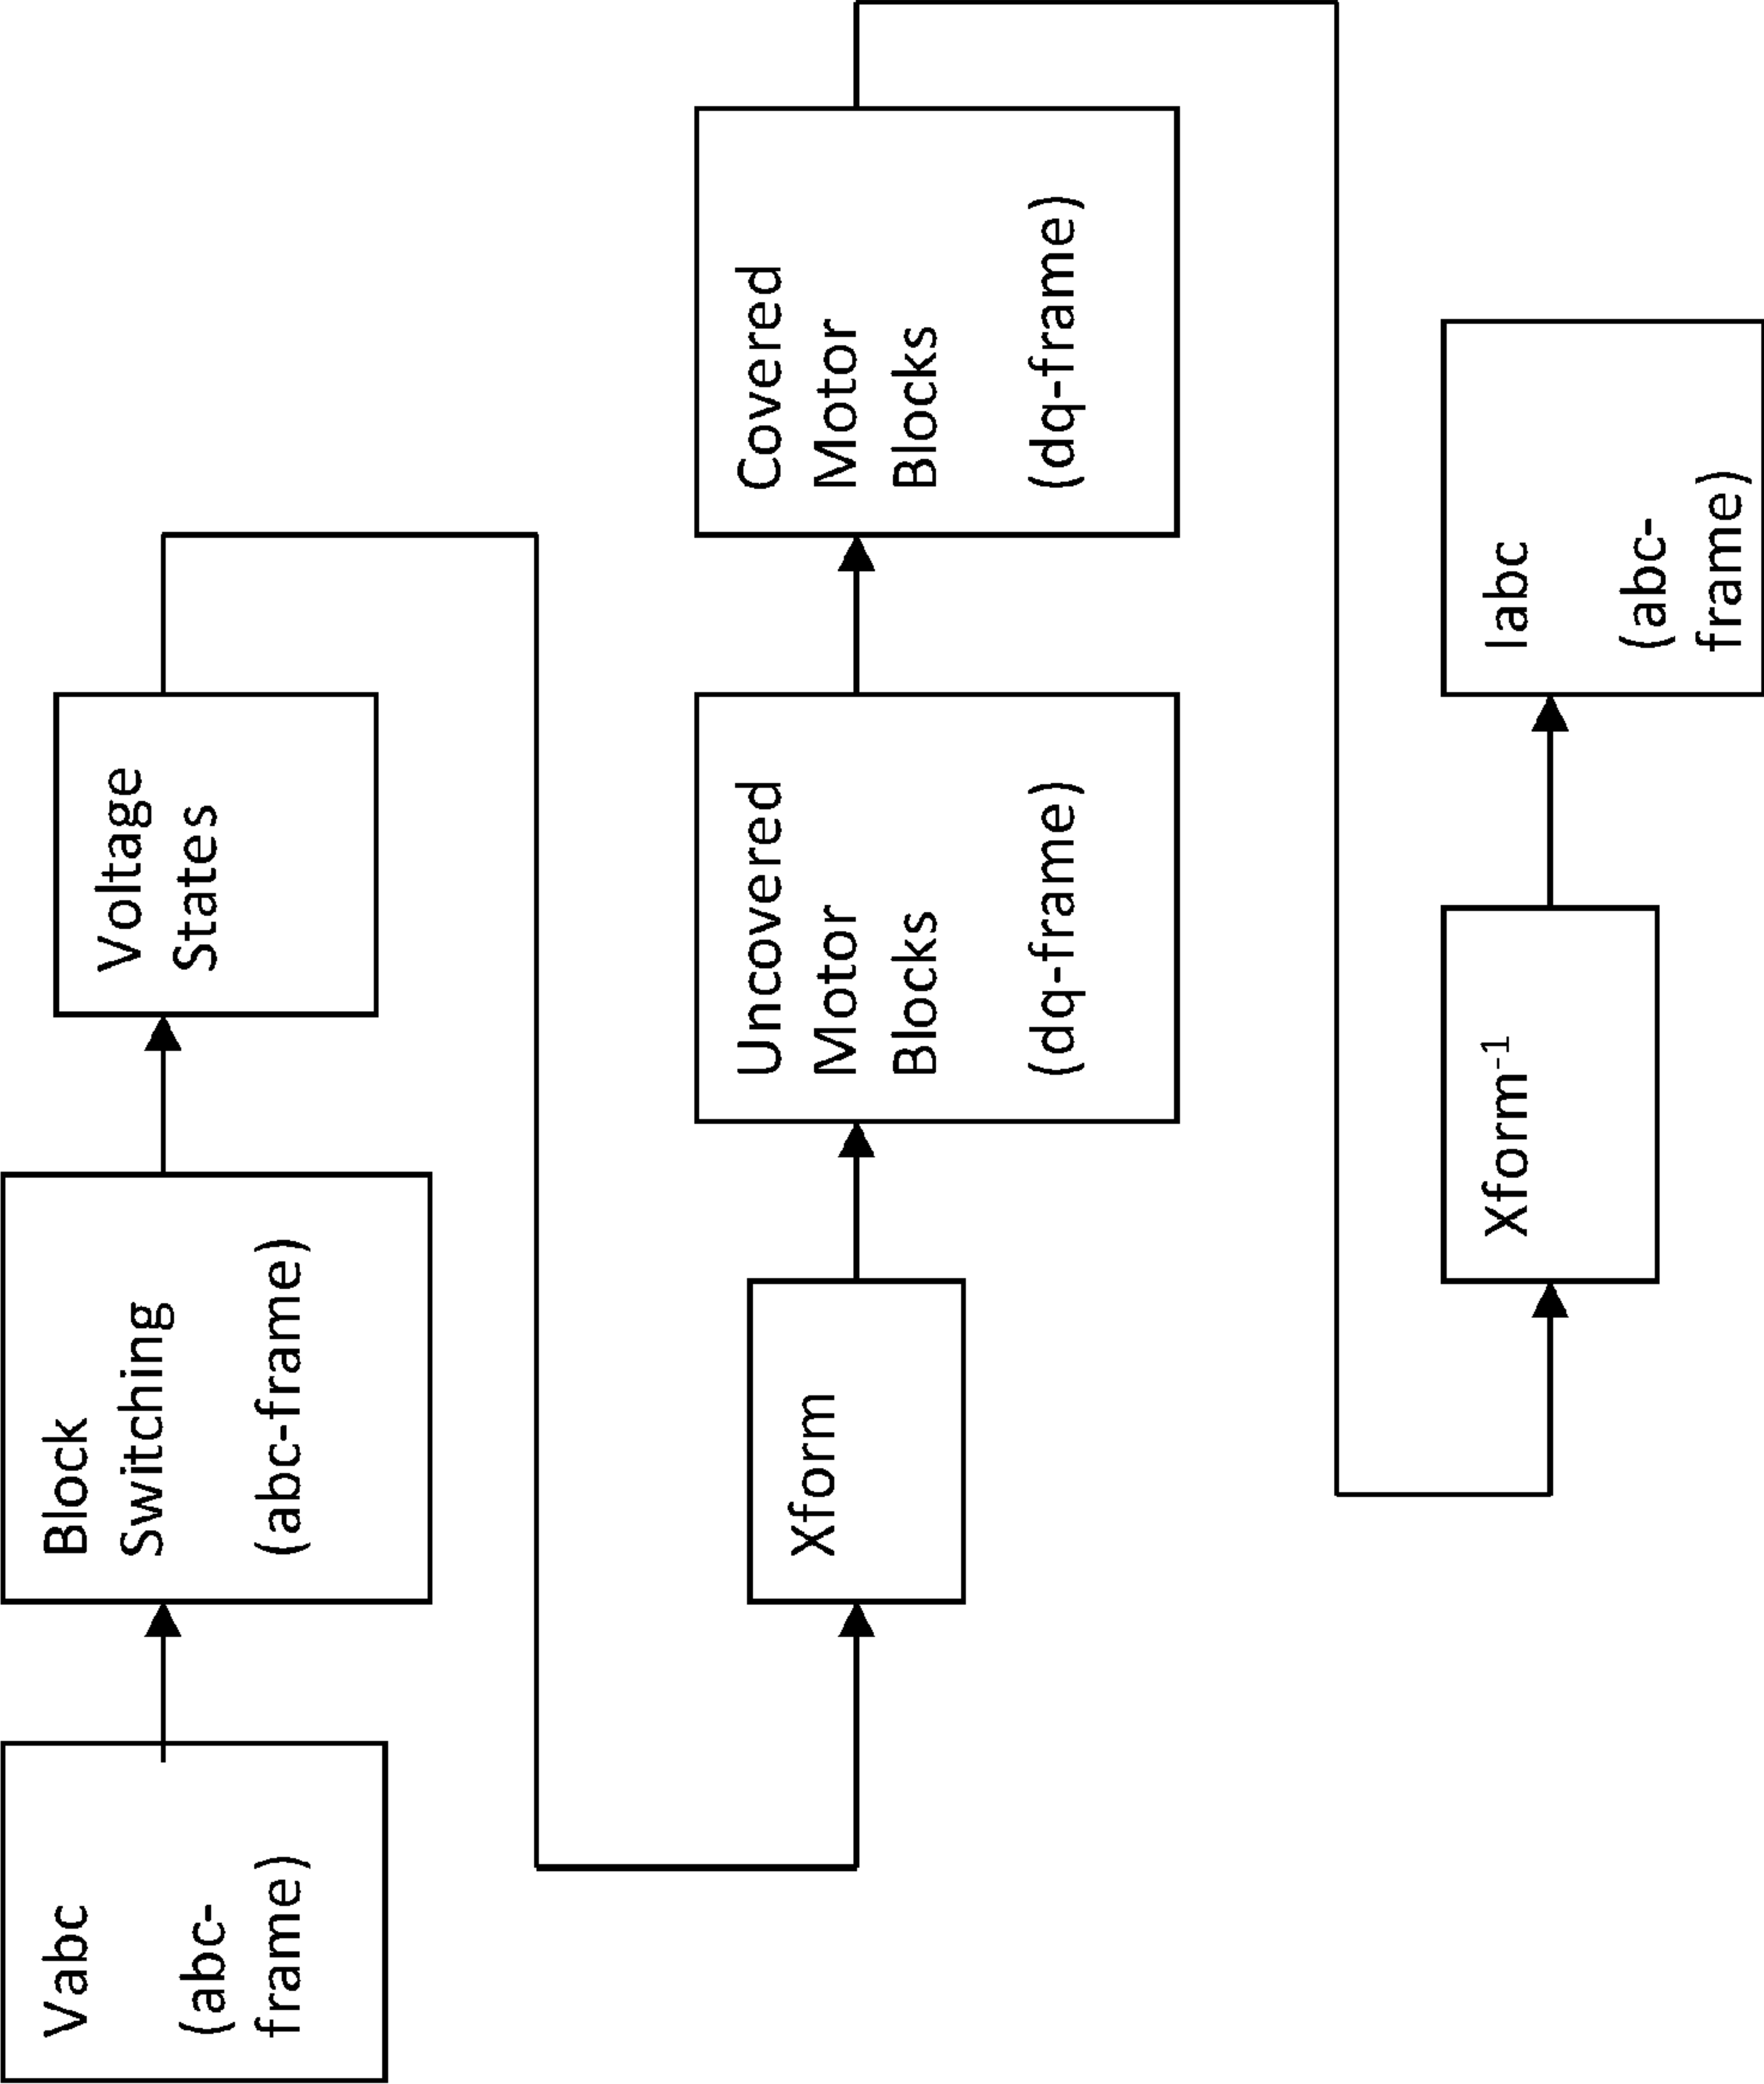 Vabc
(abc-
frame)
Block
Switching
(abc-frame)
Voltage
States
Xform
Uncovered
Motor
Blocks
(dq-frame)
Covered
Motor
Blocks
(dq-frame)
Xform⁻¹
Iabc
(abc-
frame)